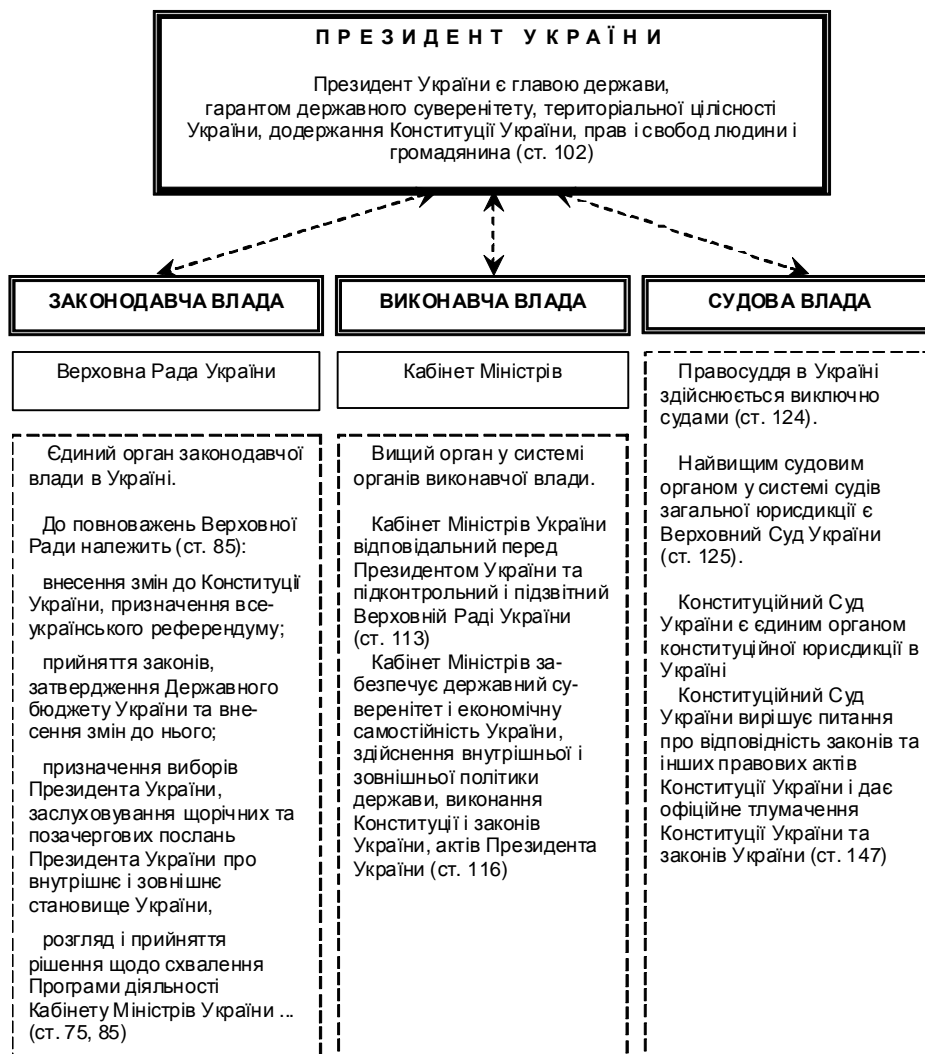 ПРЕЗИДЕНТ УКРАЇНИ
Президент України є главою держави,
гарантом державного суверенітету, територіальної цілісності
України, додержання Конституції України, прав і свобод людини і
громадянина (ст. 102)
ЗАКОНОДАВЧА ВЛАДА
Верховна Рада України
Єдиний орган законодавчої
влади в Україні.
До повноважень Верховної
Ради належить (ст. 85):
внесення змін до Конституції
України, призначення все-
українського референдуму;
прийняття законів,
затвердження Державного
бюджету України та вне-
сення змін до нього;
призначення виборів
Президента України,
заслуховування щорічних та
позачергових послань
Президента України про
внутрішнє і зовнішнє
становище України,
розгляд і прийняття
рішення щодо схвалення
Програми діяльності
Кабінету Міністрів України ...
(ст. 75, 85)
ВИКОНАВЧА ВЛАДА
Кабінет Міністрів
Вищий орган у системі
органів виконавчої влади.
Кабінет Міністрів України
відповідальний перед
Президентом України та
підконтрольний і підзвітний
Верховній Раді України
(ст. 113)
Кабінет Міністрів за-
безпечує державний су-
веренітет і економічну
самостійність України,
здійснення внутрішньої і
зовнішньої політики
держави, виконання
Конституції і законів
України, актів Президента
України (ст. 116)
СУДОВА ВЛАДА
Правосуддя в Україні
здійснюється виключно
судами (ст. 124).
Найвищим судовим
органом у системі судів
загальної юрисдикції є
Верховний Суд України
(ст. 125).
Конституційний Суд
України є єдиним органом
конституційної юрисдикції в
Україні
Конституційний Суд
України вирішує питання
про відповідність законів та
інших правових актів
Конституції України і дає
офіційне тлумачення
Конституції України та
законів України (ст. 147)